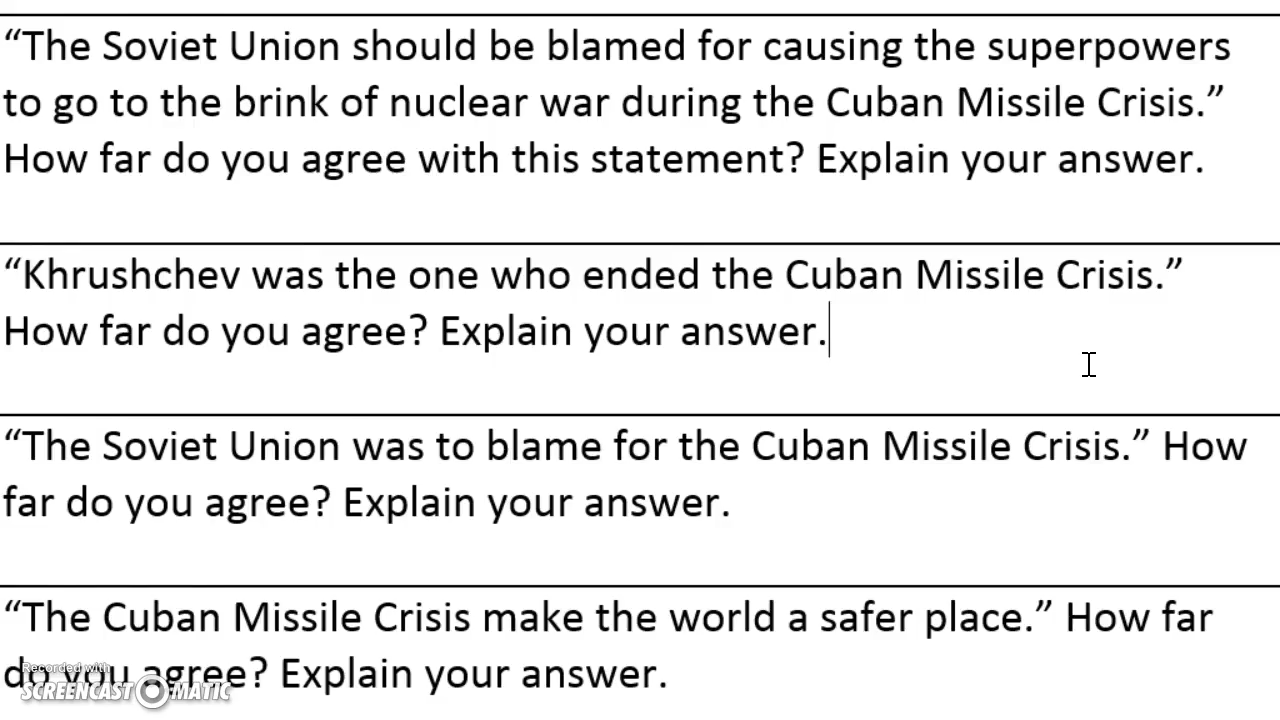 “The Soviet Union should be blamed for causing the superpowers
to go to the brink of nuclear war during the Cuban Missile Crisis.”
How far do you agree with this statement? Explain your answer.
“Khrushchev was the one who ended the Cuban Missile Crisis.”
How far do you agree? Explain your answer.
“The Soviet Union was to blame for the Cuban Missile Crisis.” How
far do you agree? Explain your answer.
“The Cuban Missile Crisis make the world a safer place.” How far
do you agree? Explain your answer.
Recorded with
SCREENCAST MATIC